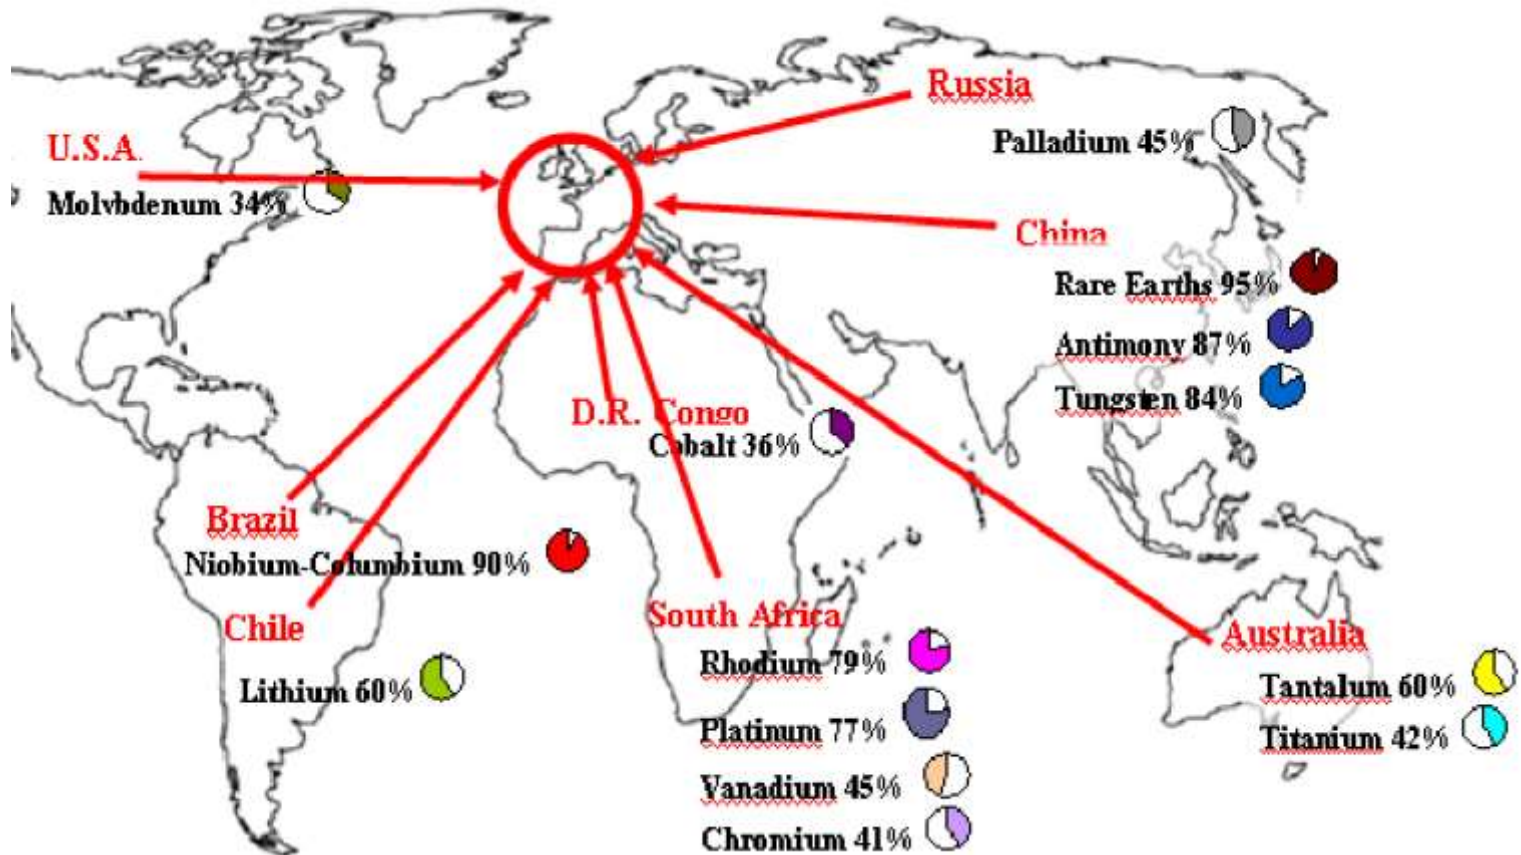 Russia
Palladium 45%
U.S.A.
Molvbdenum 34%
China
Rare Earths 95%
Antimony 87%
Tungsten 84%
D.R. Congo
Cobalt 36%
Brazil
Niobium-Columbium 90%
Chile
Lithium 60%
South Africa
Rhodium 79%
Platinum 77%
Vanadium 45%
Chromium 41%
Australia
Tantalum 60%
Titanium 42%